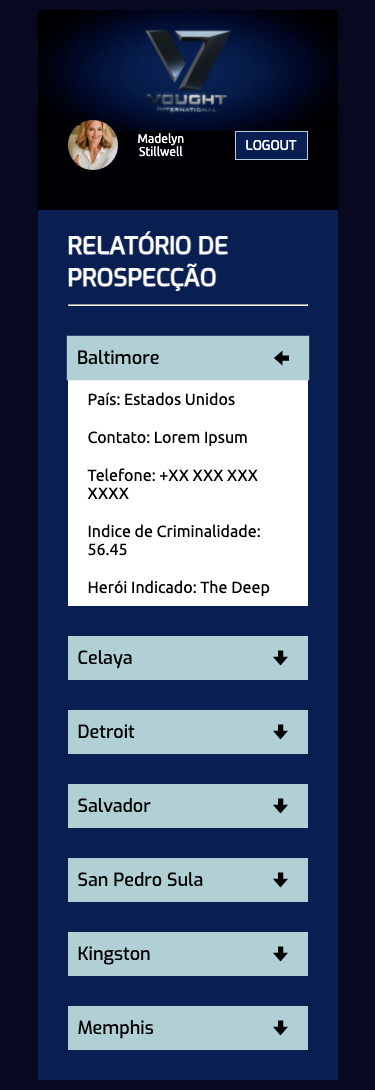 VOUGHT
INTERNATIONAL
Madelyn
Stillwell
LOGOUT
RELATÓRIO DE
PROSPECÇÃO
Baltimore
País: Estados Unidos
Contato: Lorem Ipsum
Telefone: +XX XXX XXX
XXXX
Indice de Criminalidade:
56.45
Herói Indicado: The Deep
Celaya
Detroit
Salvador
San Pedro Sula
Kingston
Memphis